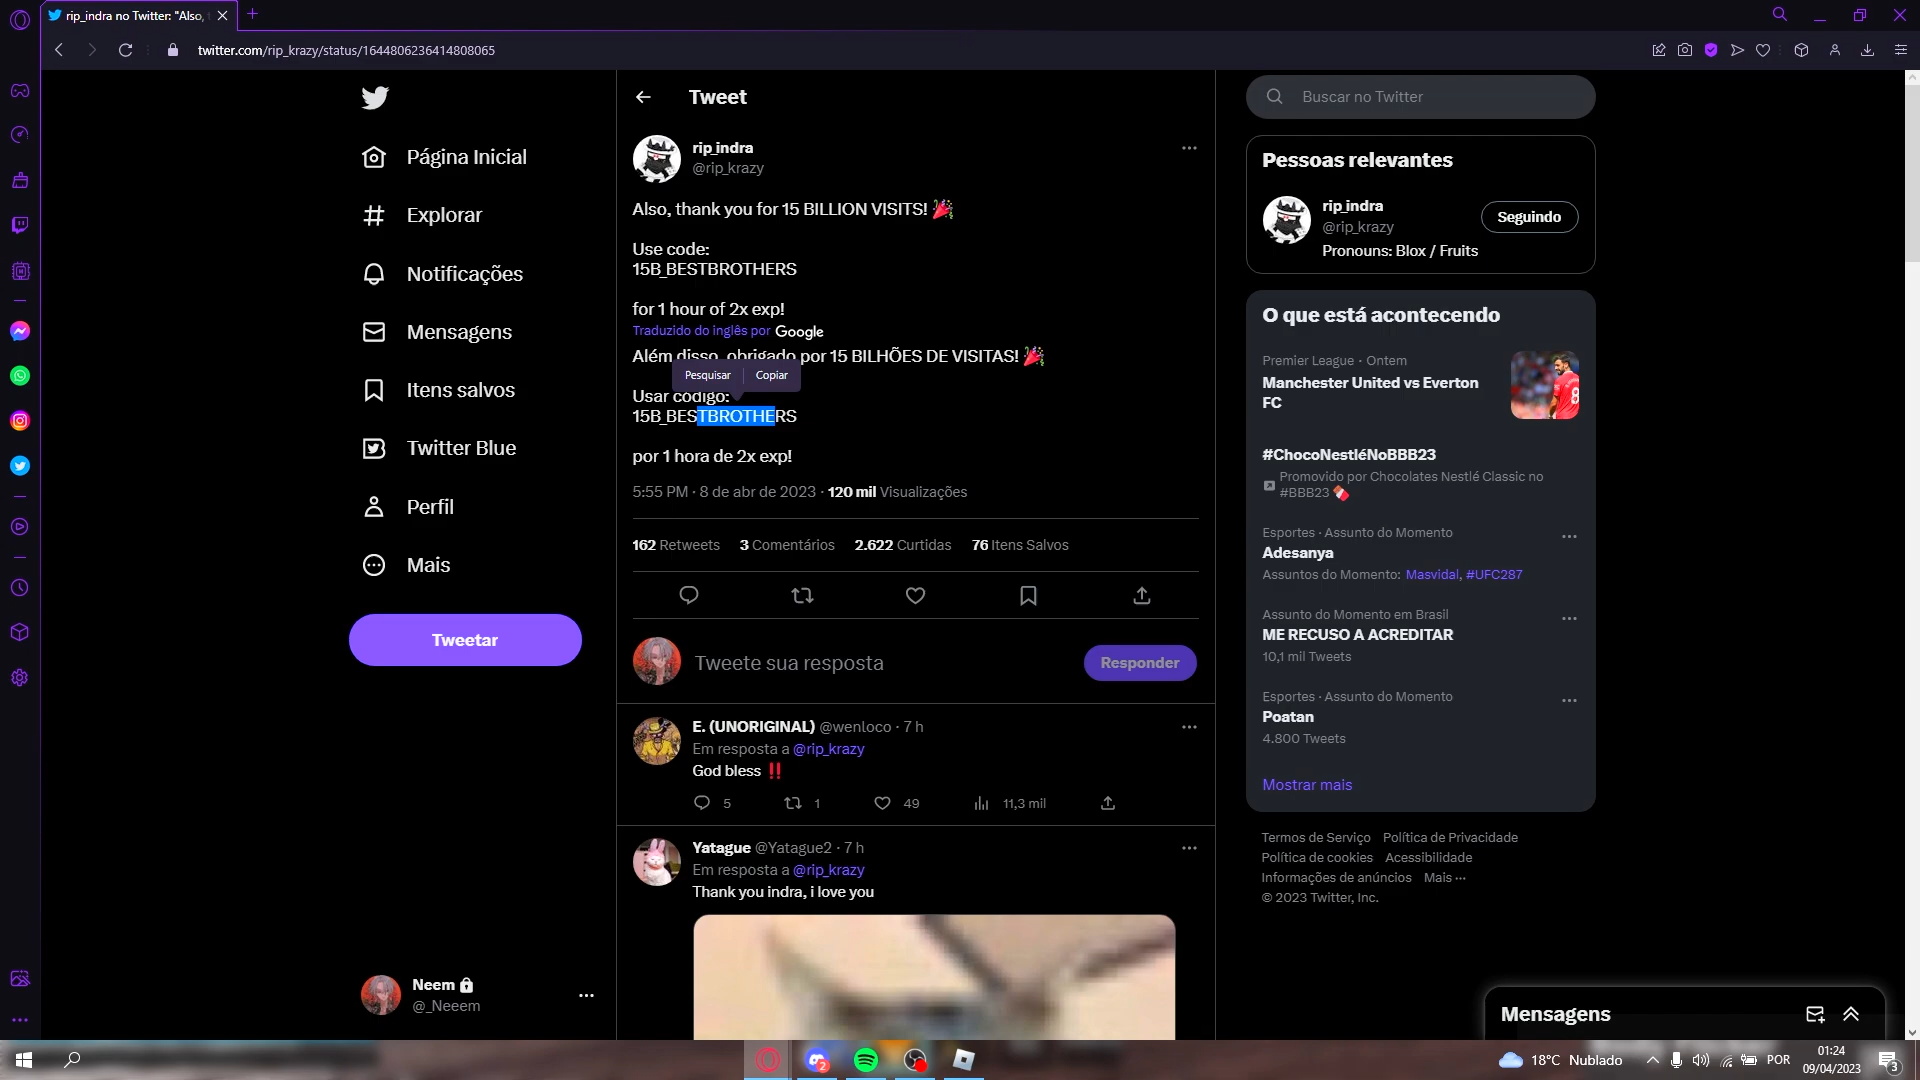 rip_indra no Twitter: "Also,
twitter.com/rip_krazy/status/1644806236414808065
Página Inicial
Explorar
Notificações
Mensagens
Itens salvos
Twitter Blue
Perfil
Mais
Tweetar
Neem
@_Neeem
Tweet
rip_indra
@rip_krazy
Also, thank you for 15 BILLION VISITS! 🎉
Use code:
15B_BESTBROTHERS
for 1 hour of 2x exp!
Traduzido do inglês por Google
Além disso, obrigado por 15 BILHÕES DE VISITAS! 🎉
Pesquisar Copiar
Usar código:
15B_BESTBROTHERS
por 1 hora de 2x exp!
5:55 PM · 8 de abr de 2023 · 120 mil Visualizações
162 Retweets 3 Comentários 2.622 Curtidas 76 Itens Salvos
Tweete sua resposta
Responder
E. (UNORIGINAL) @wenloco · 7 h
Em resposta a @rip_krazy
God bless ‼️
5 1 49 11,3 mil
Yatague @Yatague2 · 7 h
Em resposta a @rip_krazy
Thank you indra, i love you
Buscar no Twitter
Pessoas relevantes
rip_indra
@rip_krazy
Seguindo
Pronouns: Blox / Fruits
O que está acontecendo
Premier League · Ontem
Manchester United vs Everton
FC
8
#ChocoNestléNoBBB23
Promovido por Chocolates Nestlé Classic no
#BBB23 🍫
Esportes · Assunto do Momento
Adesanya
Assuntos do Momento: Masvidal, #UFC287
Assunto do Momento em Brasil
ME RECUSO A ACREDITAR
10,1 mil Tweets
Esportes · Assunto do Momento
Poatan
4.800 Tweets
Mostrar mais
Termos de Serviço Política de Privacidade
Política de cookies Acessibilidade
Informações de anúncios Mais ···
© 2023 Twitter, Inc.
Mensagens
2
18°C Nublado
POR
01:24
09/04/2023
3